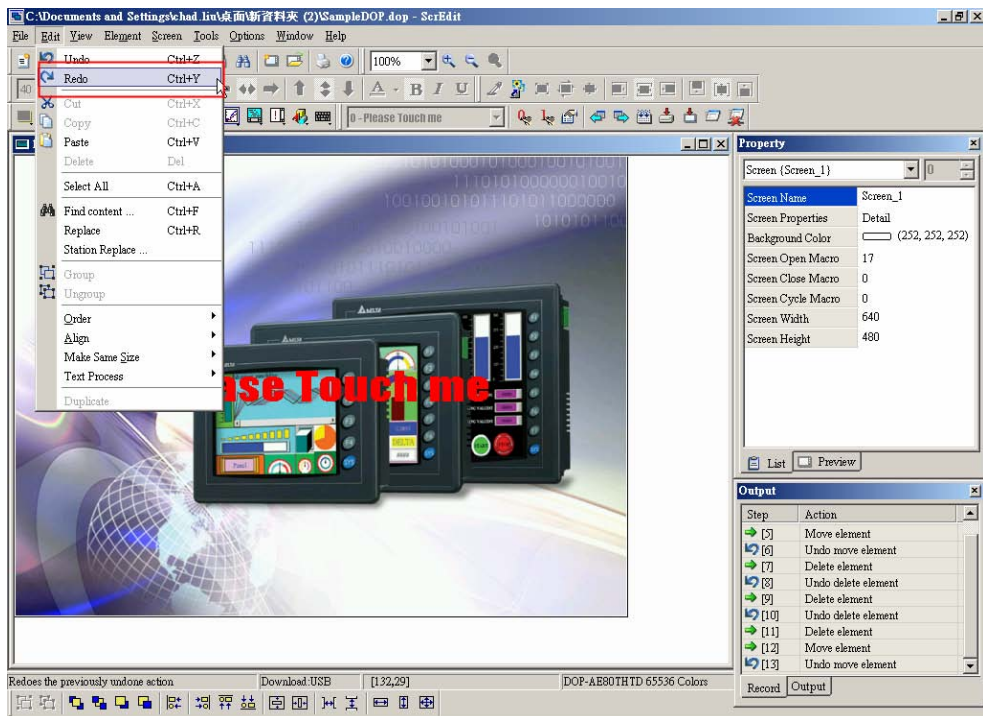 C:\Documents and Settings\chad.liu\桌面\新資料夾 (2)\SampleDOP.dop - ScrEdit
File Edit View Element Screen Tools Options Window Help
100%
Undo Ctrl+Z
Redo Ctrl+Y
Cut Ctrl+X
Copy Ctrl+C
Paste Ctrl+V
Delete Del
Select All Ctrl+A
Find content ... Ctrl+F
Replace Ctrl+R
Station Replace ...
Group
Ungroup
Order
Align
Make Same Size
Text Process
Duplicate
40
A B I U
0 - Please Touch me
ase Touch me
DELTA
Property
Screen {Screen_1} 0
Screen Name Screen_1
Screen Properties Detail
Background Color (252, 252, 252)
Screen Open Macro 17
Screen Close Macro 0
Screen Cycle Macro 0
Screen Width 640
Screen Height 480
List Preview
Output
Step Action
[5] Move element
[6] Undo move element
[7] Delete element
[8] Undo delete element
[9] Delete element
[10] Undo delete element
[11] Delete element
[12] Move element
[13] Undo move element
Record Output
Redoes the previously undone action Download:USB [132,29] DOP-AE80THTD 65536 Colors